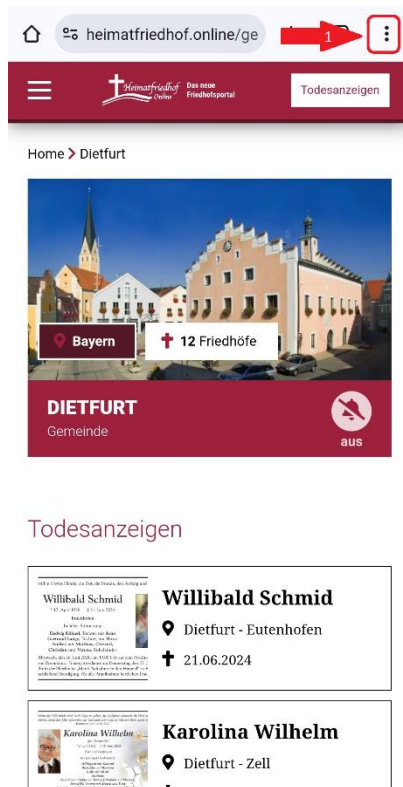 heimatfriedhof.online/ge
1
Heimatfriedhof
Online
Das neue
Friedhofsportal
Todesanzeigen
Home > Dietfurt
Bayern
12 Friedhöfe
DIETFURT
Gemeinde
aus
Todesanzeigen
Willibald Schmid
Willibald Schmid
Dietfurt - Eutenhofen
21.06.2024
Karolina Wilhelm
Karolina Wilhelm
Dietfurt - Zell